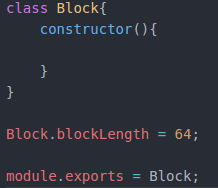 class Block{
    constructor(){

    }
}

Block.blockLength = 64;

module.exports = Block;